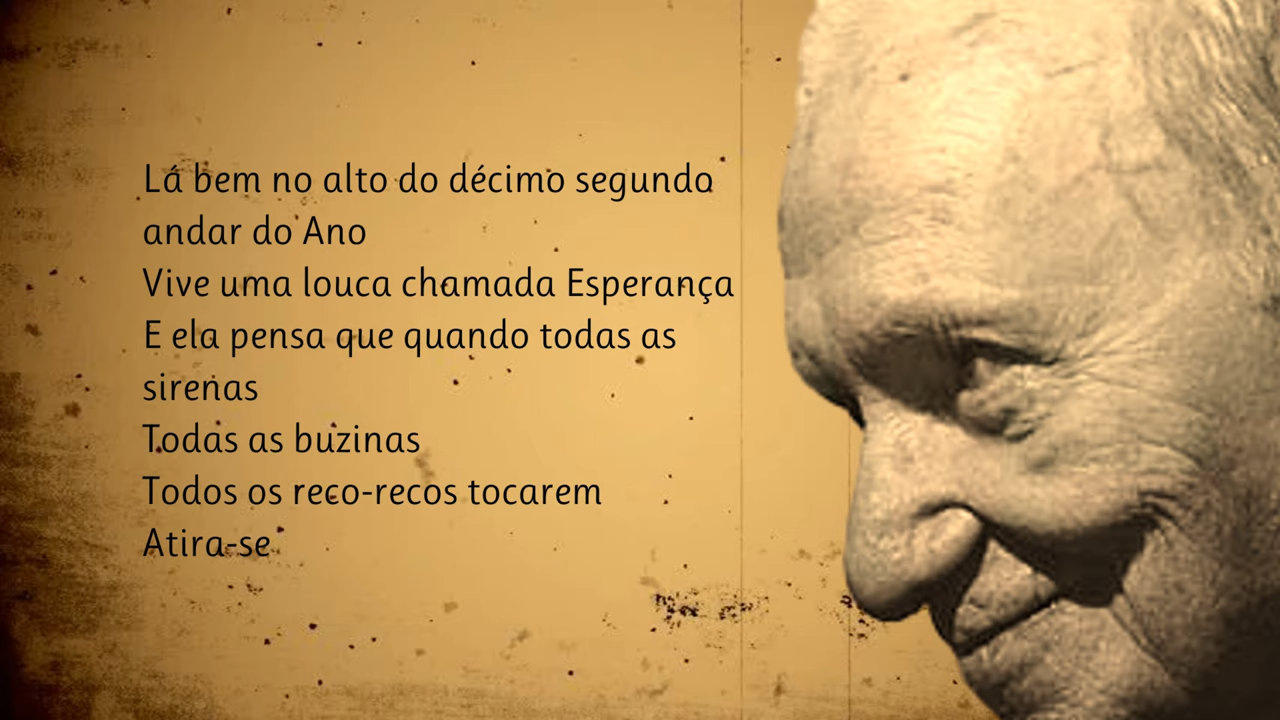 Lá bem no alto do décimo segundo
andar do Ano
Vive uma louca chamada Esperança
E ela pensa que quando todas as
sirenas
Todas as buzinas
Todos os reco-recos tocarem
Atira-se